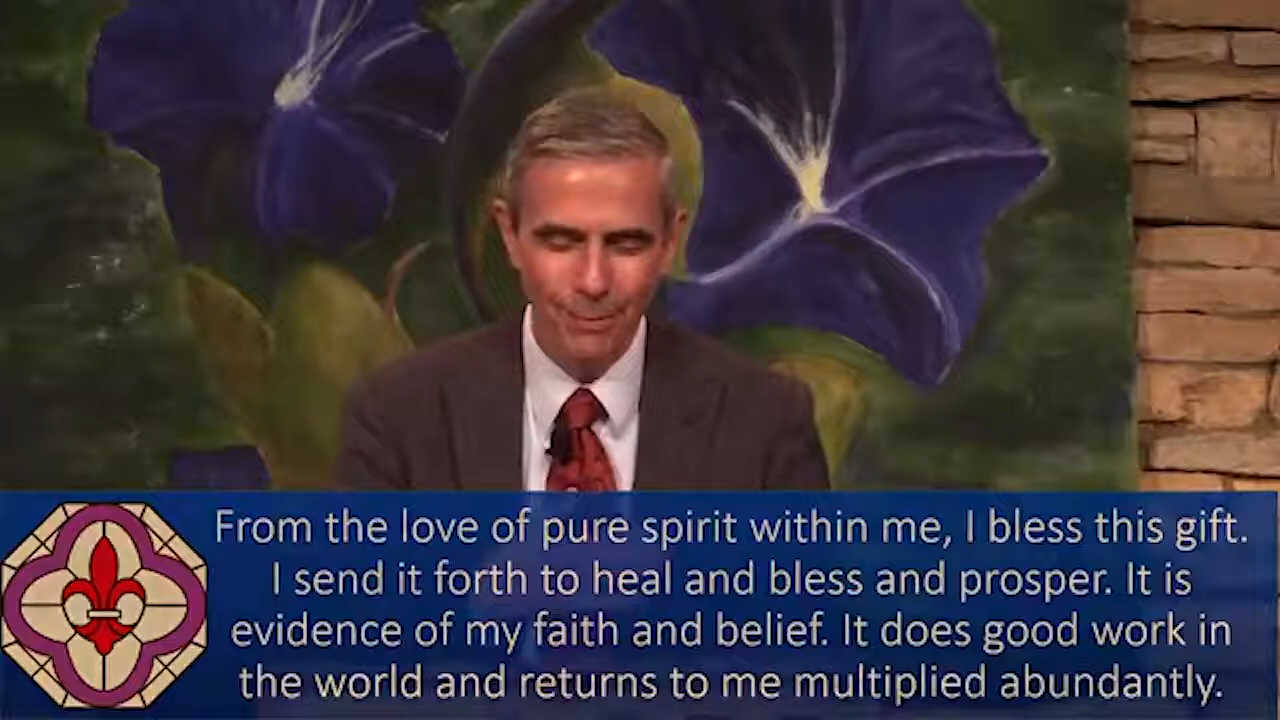 From the love of pure spirit within me, I bless this gift.
I send it forth to heal and bless and prosper. It is
evidence of my faith and belief. It does good work in
the world and returns to me multiplied abundantly.